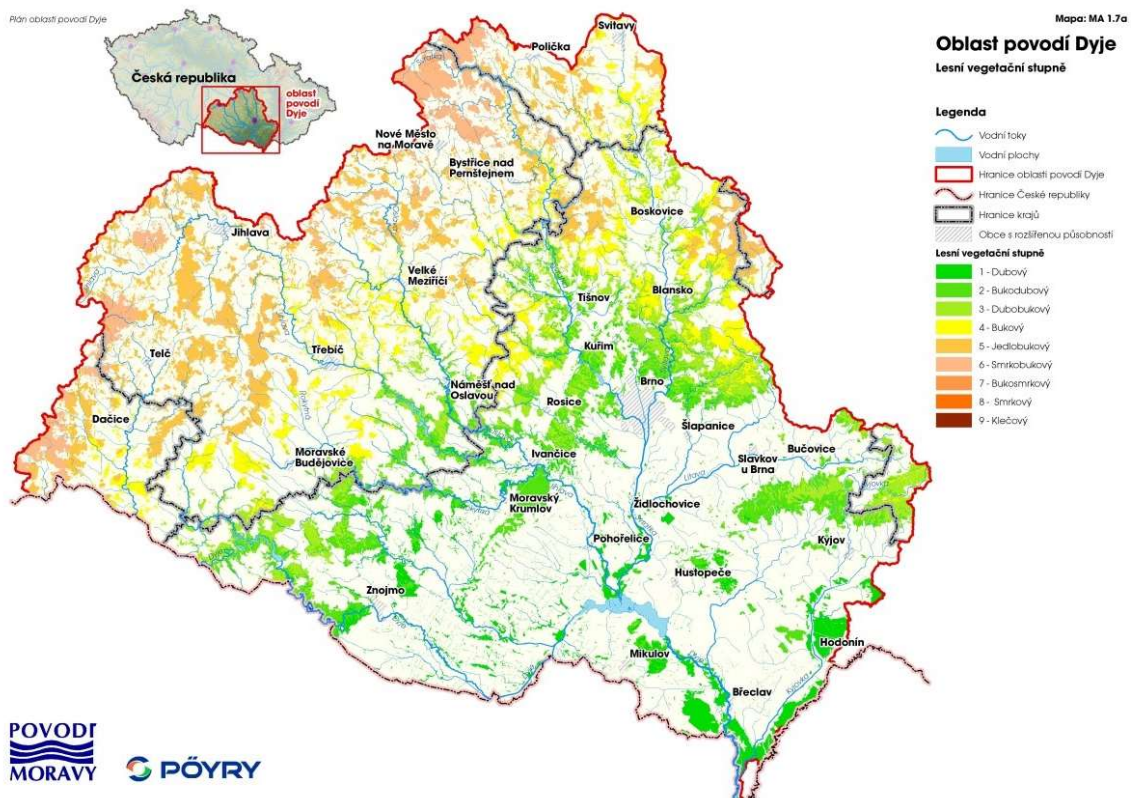 Plán oblasti povodí Dyje
Mapa: MA 1.7a
Oblast povodí Dyje
Lesní vegetační stupně
Česká republika
oblast
povodí
Dyje
Legenda
Vodní toky
Vodní plochy
Hranice oblasti povodí Dyje
Hranice České republiky
Hranice krajů
Obce s rozšířenou působností
Lesní vegetační stupně
1 - Dubový
2 - Bukodubový
3 - Dubobukový
4 - Bukový
5 - Jedlobukový
6 - Smrkobukový
7 - Bukosmrkový
8 - Smrkový
9 - Klečový
Svitavy
Polička
Nové Město
na Moravě
Bystřice nad
Pernštejnem
Boskovice
Jihlava
Velké
Meziříčí
Blansko
Tišnov
Kuřim
Telč
Třebíč
Brno
Náměšť nad
Oslavou
Rosice
Šlapanice
Dačice
Bučovice
Ivančice
Slavkov
u Brna
Litava
Moravské
Budějovice
Rokytná
Moravský
Krumlov
Jihlava
Židlochovice
Pohořelice
Kyjov
Hustopeče
Znojmo
Dyje
Hodonín
Mikulov
Břeclav
Kyjovka
POVODÍ
MORAVY
PÖYRY